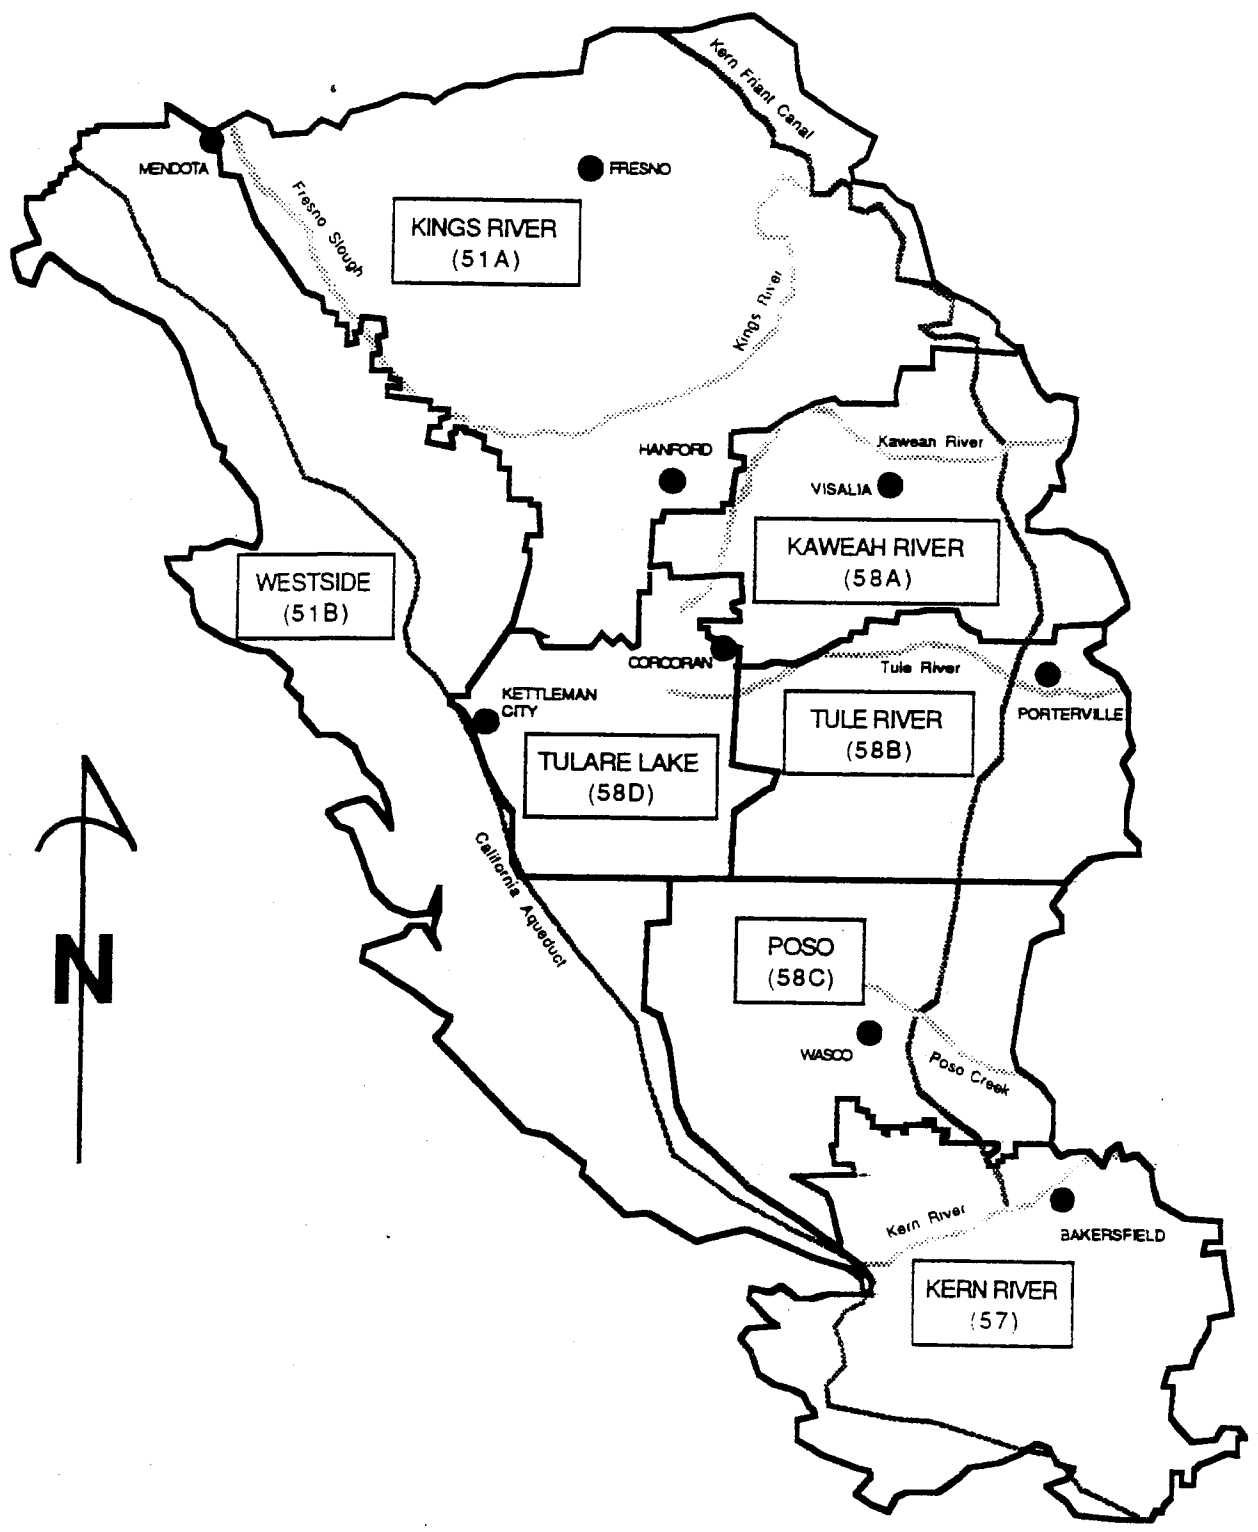 Kern Friant Canal
MENDOTA
FRESNO
Fresno Slough
KINGS RIVER
(51A)
Kings River
HANFORD
Kawean River
VISALIA
KAWEAH RIVER
(58A)
WESTSIDE
(51B)
CORCORAN
Tule River
KETTLEMAN
CITY
PORTERVILLE
TULE RIVER
(58B)
TULARE LAKE
(58D)
California Aqueduct
N
POSO
(58C)
WASCO
Poso Creek
Kern River
BAKERSFIELD
KERN RIVER
(57)